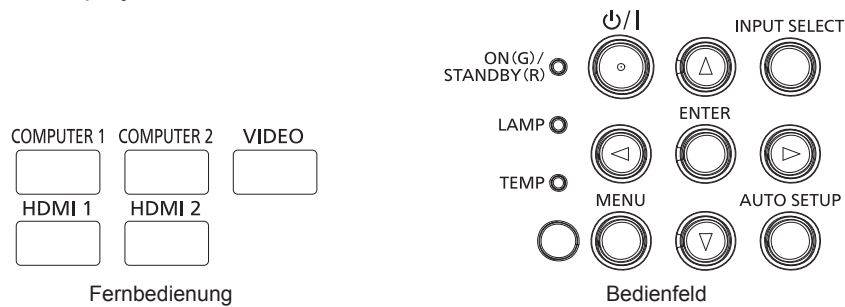 COMPUTER 1 COMPUTER 2 VIDEO
HDMI 1 HDMI 2
Fernbedienung
⏻/I
INPUT SELECT
ON(G)/
STANDBY(R)
LAMP
ENTER
TEMP
MENU
AUTO SETUP
Bedienfeld